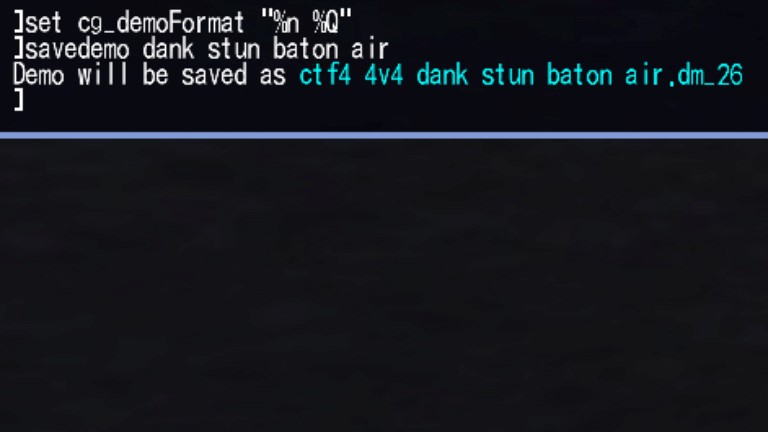 ]set cg_demoFormat "%n %Q"
]savedemo dank stun baton air
Demo will be saved as ctf4 4v4 dank stun baton air.dm_26
]